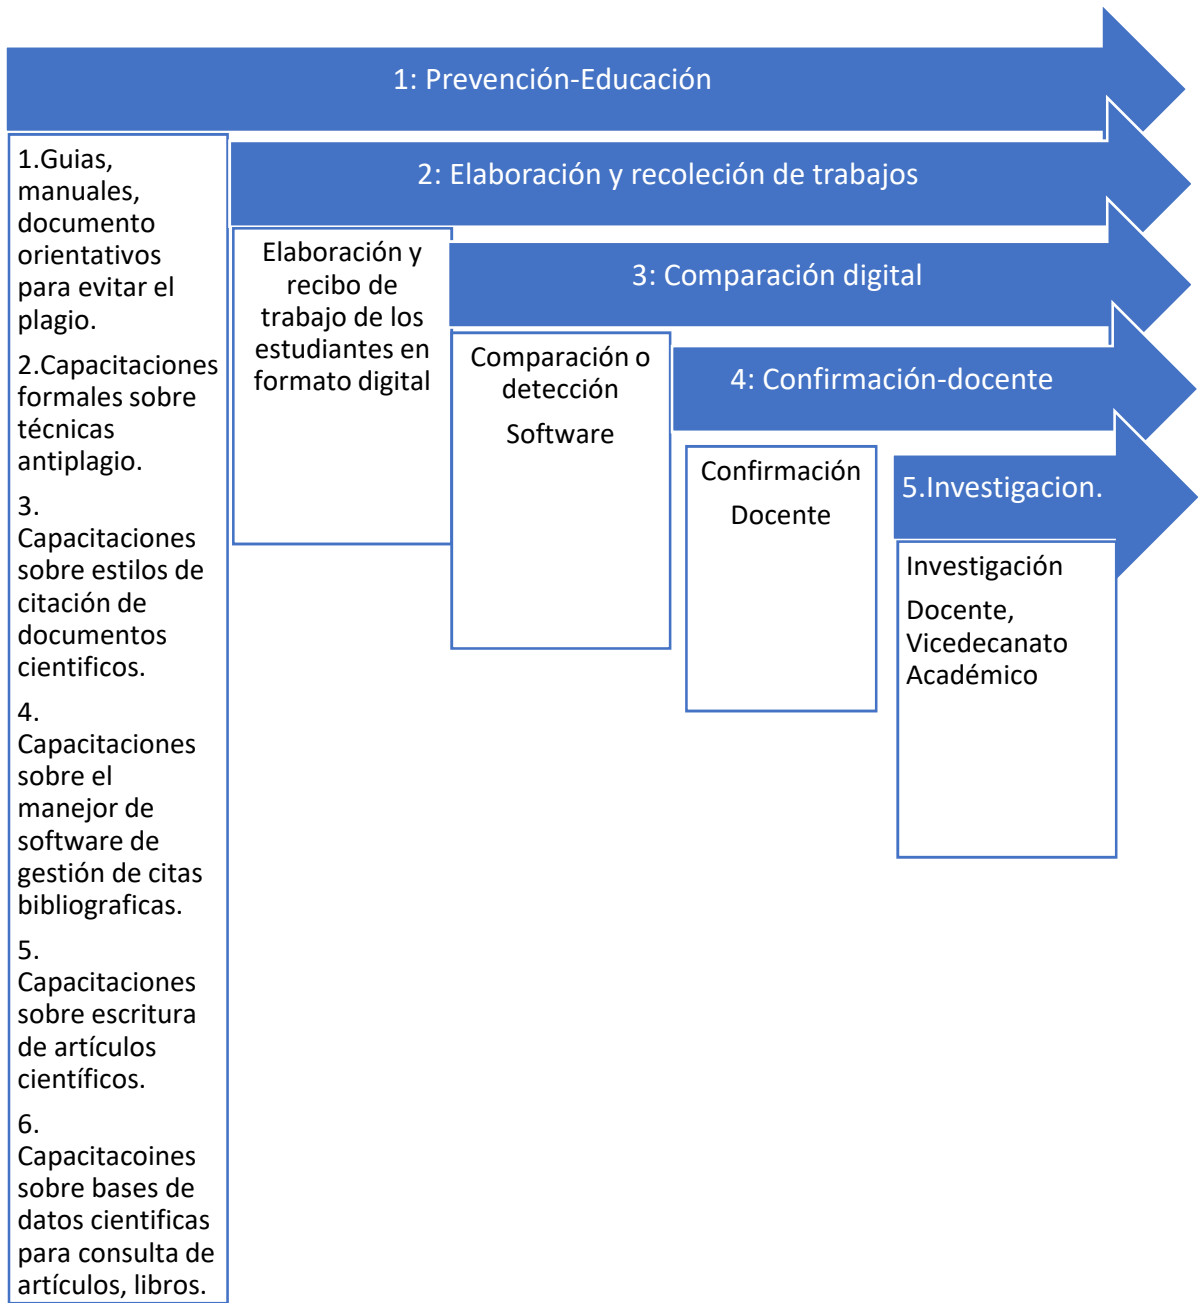 1: Prevención-Educación
1.Guias,
manuales,
documento
orientativos
para evitar el
plagio.
2.Capacitaciones
formales sobre
técnicas
antiplagio.
3.
Capacitaciones
sobre estilos de
citación de
documentos
cientificos.
4.
Capacitaciones
sobre el
manejor de
software de
gestión de citas
bibliograficas.
5.
Capacitaciones
sobre escritura
de artículos
científicos.
6.
Capacitacoines
sobre bases de
datos cientificas
para consulta de
artículos, libros.
2: Elaboración y recoleción de trabajos
Elaboración y
recibo de
trabajo de los
estudiantes en
formato digital
3: Comparación digital
Comparación o
detección
Software
4: Confirmación-docente
Confirmación
Docente
5.Investigacion.
Investigación
Docente,
Vicedecanato
Académico